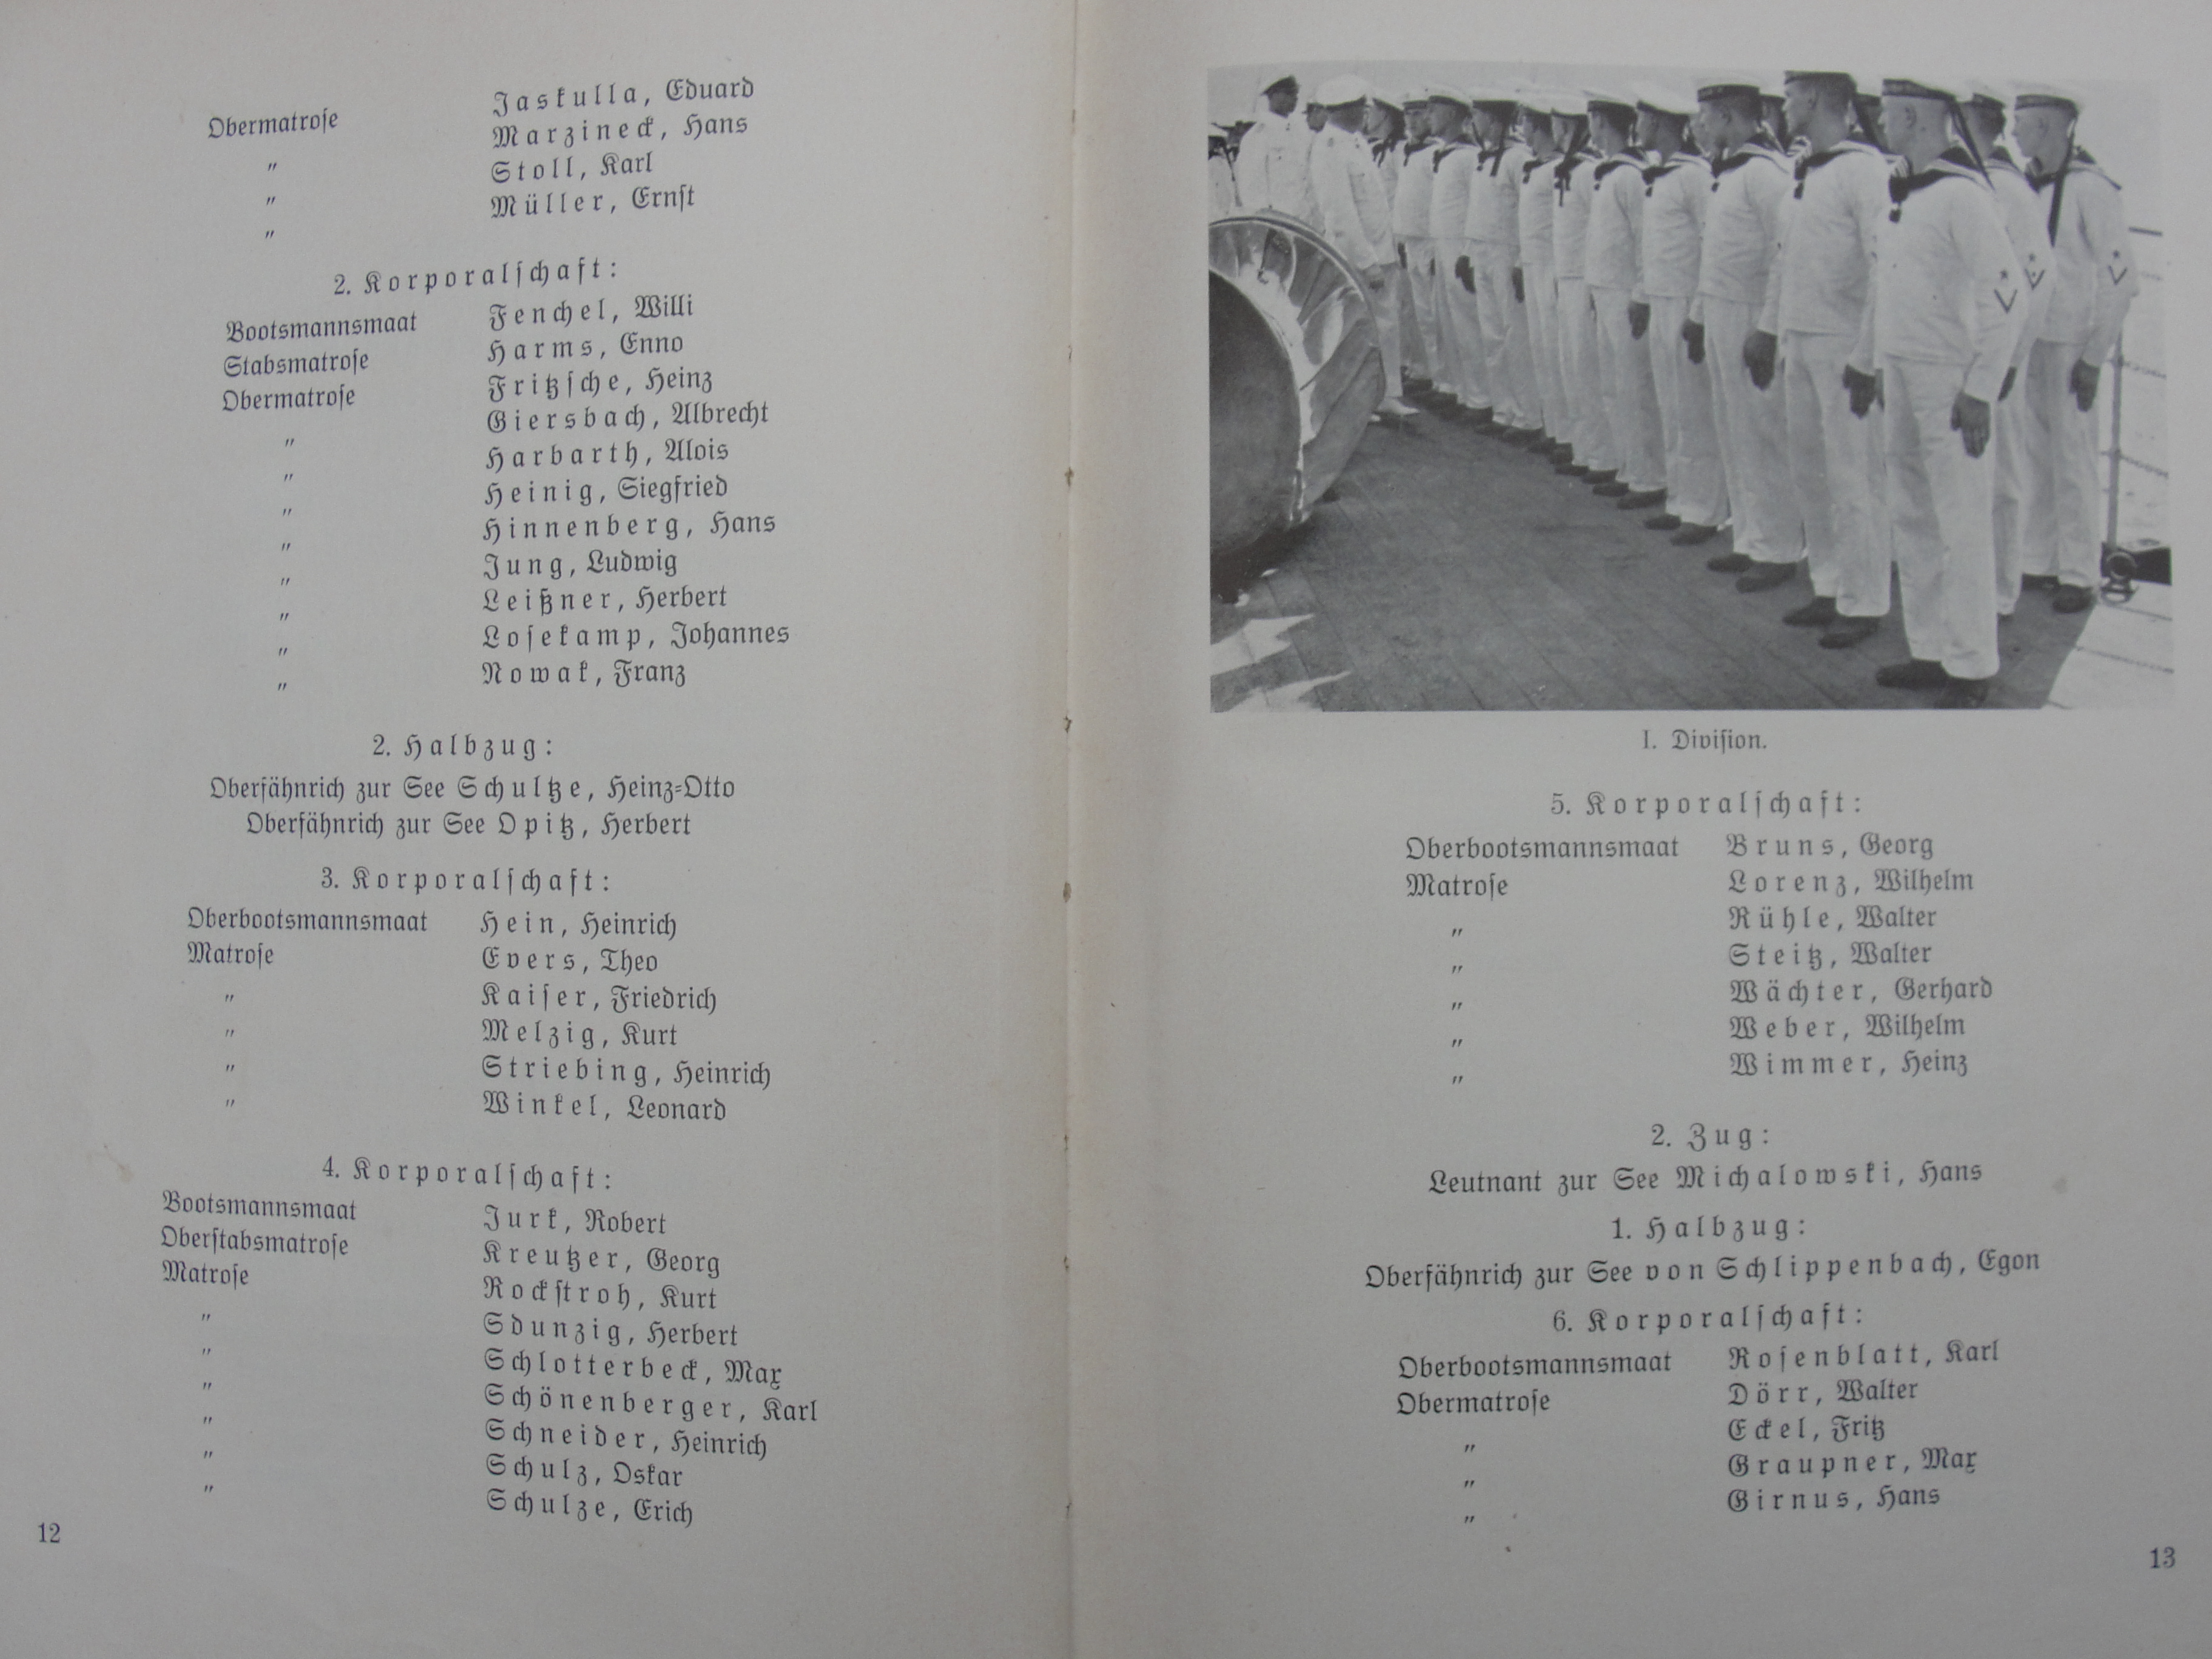 Obermatrose Jaskulla, Eduard
" Marzineck, Hans
" Stoll, Karl
" Müller, Ernst
2. Korporalschaft:
Bootsmannsmaat Fenchel, Willi
Stabsmatrose Harms, Enno
Obermatrose Fritzsche, Heinz
" Giersbach, Albrecht
" Harbarth, Alois
" Heinig, Siegfried
" Hinnenberg, Hans
" Jung, Ludwig
" Leißner, Herbert
" Losekamp, Johannes
" Nowak, Franz
2. Halbzug:
Oberfähnrich zur See Schultze, Heinz-Otto
Oberfähnrich zur See Opitz, Herbert
3. Korporalschaft:
Oberbootsmannsmaat Hein, Heinrich
Matrose Evers, Theo
" Kaiser, Friedrich
" Melzig, Kurt
" Striebing, Heinrich
" Winkel, Leonard
4. Korporalschaft:
Bootsmannsmaat Jurk, Robert
Oberstabsmatrose Kreutzer, Georg
Matrose Rockstroh, Kurt
" Sdunzig, Herbert
" Schlotterbeck, Max
" Schönenberger, Karl
" Schneider, Heinrich
" Schulz, Oskar
" Schulze, Erich
12
I. Division.
5. Korporalschaft:
Oberbootsmannsmaat Bruns, Georg
Matrose Lorenz, Wilhelm
" Rühle, Walter
" Steitz, Walter
" Wächter, Gerhard
" Weber, Wilhelm
" Wimmer, Heinz
2. Zug:
Leutnant zur See Michalowski, Hans
1. Halbzug:
Oberfähnrich zur See von Schlippenbach, Egon
6. Korporalschaft:
Oberbootsmannsmaat Rosenblatt, Karl
Obermatrose Dörr, Walter
" Eckel, Fritz
" Graupner, Max
" Girnus, Hans
13